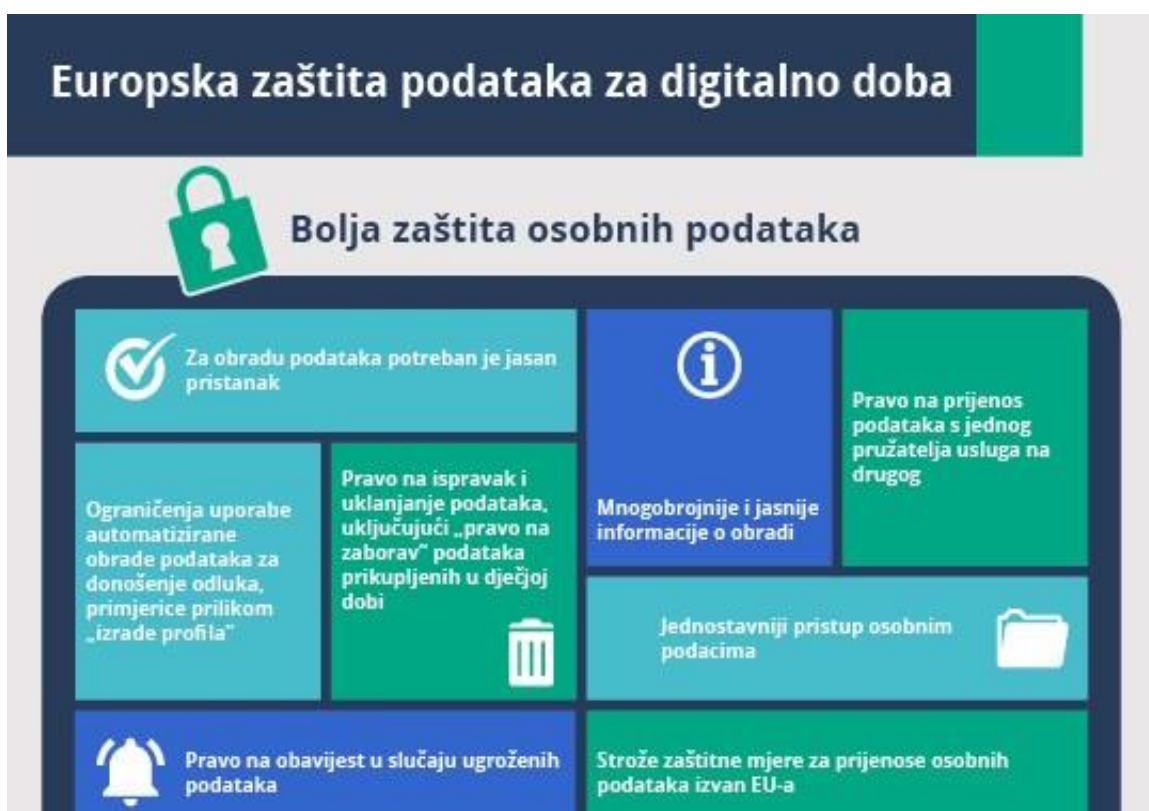 Europska zaštita podataka za digitalno doba
Bolja zaštita osobnih podataka
Za obradu podataka potreban je jasan
pristanak
Mnogobrojnije i jasnije
informacije o obradi
Pravo na prijenos
podataka s jednog
pružatelja usluga na
drugog
Ograničenja uporabe
automatizirane
obrade podataka za
donošenje odluka,
primjerice prilikom
„izrade profila”
Pravo na ispravak i
uklanjanje podataka,
uključujući „pravo na
zaborav” podataka
prikupljenih u dječjoj
dobi
Jednostavniji pristup osobnim
podacima
Pravo na obavijest u slučaju ugroženih
podataka
Strože zaštitne mjere za prijenose osobnih
podataka izvan EU-a